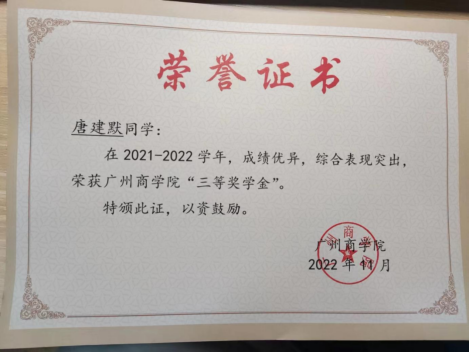 荣誉证书
唐建默同学：
在2021-2022学年，成绩优异，综合表现突出，
荣获广州商学院“三等奖学金”。
特颁此证，以资鼓励。
广州商学院
2022年11月